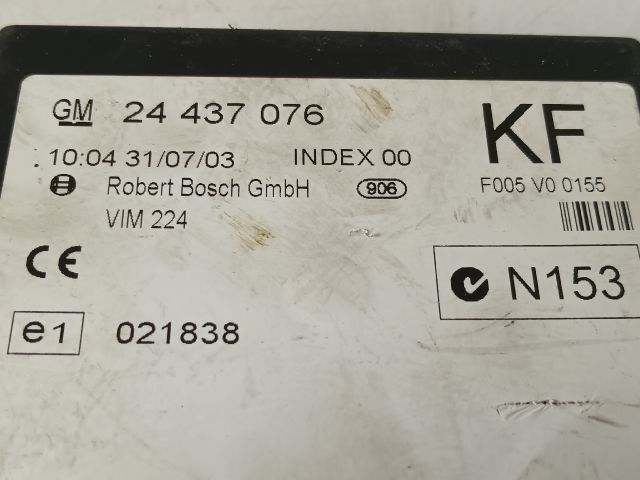 GM 24 437 076
KF
10:04 31/07/03 INDEX 00
Robert Bosch GmbH 906
F005 V0 0155
VIM 224
CE
N153
e1 021838